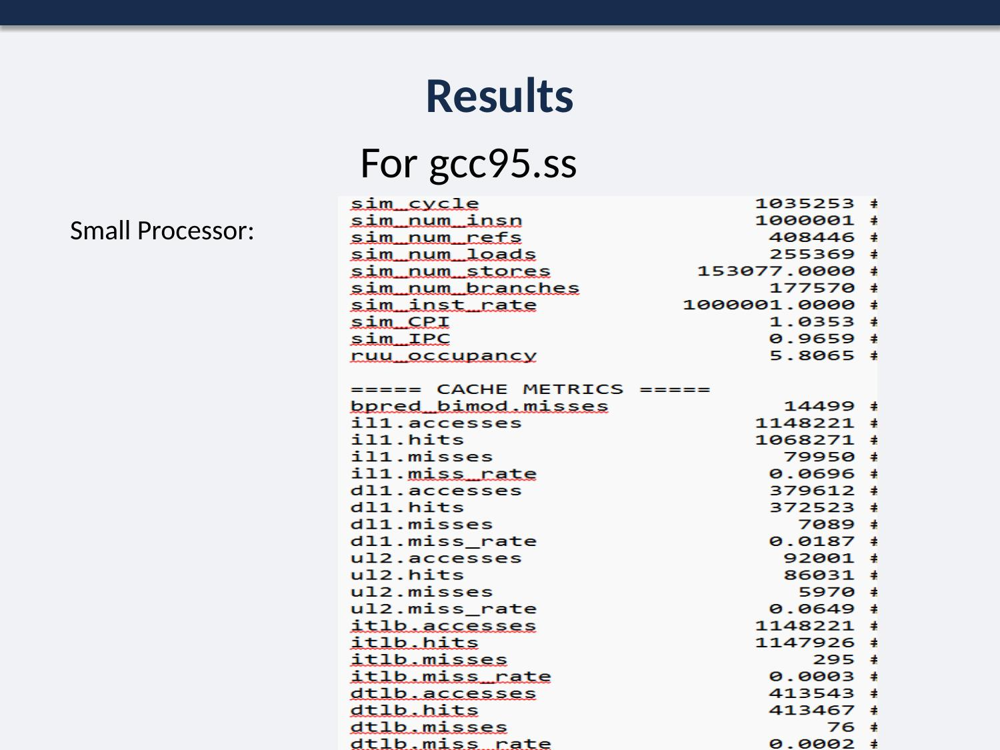 Results
For gcc95.ss
Small Processor:
sim_cycle 1035253 #
sim_num_insn 1000001 #
sim_num_refs 408446 #
sim_num_loads 255369 #
sim_num_stores 153077.0000 #
sim_num_branches 177570 #
sim_inst_rate 1000001.0000 #
sim_CPI 1.0353 #
sim_IPC 0.9659 #
ruu_occupancy 5.8065 #
===== CACHE METRICS =====
bpred_bimod.misses 14499 #
il1.accesses 1148221 #
il1.hits 1068271 #
il1.misses 79950 #
il1.miss_rate 0.0696 #
dl1.accesses 379612 #
dl1.hits 372523 #
dl1.misses 7089 #
dl1.miss_rate 0.0187 #
ul2.accesses 92001 #
ul2.hits 86031 #
ul2.misses 5970 #
ul2.miss_rate 0.0649 #
itlb.accesses 1148221 #
itlb.hits 1147926 #
itlb.misses 295 #
itlb.miss_rate 0.0003 #
dtlb.accesses 413543 #
dtlb.hits 413467 #
dtlb.misses 76 #
dtlb.miss_rate 0.0002 #